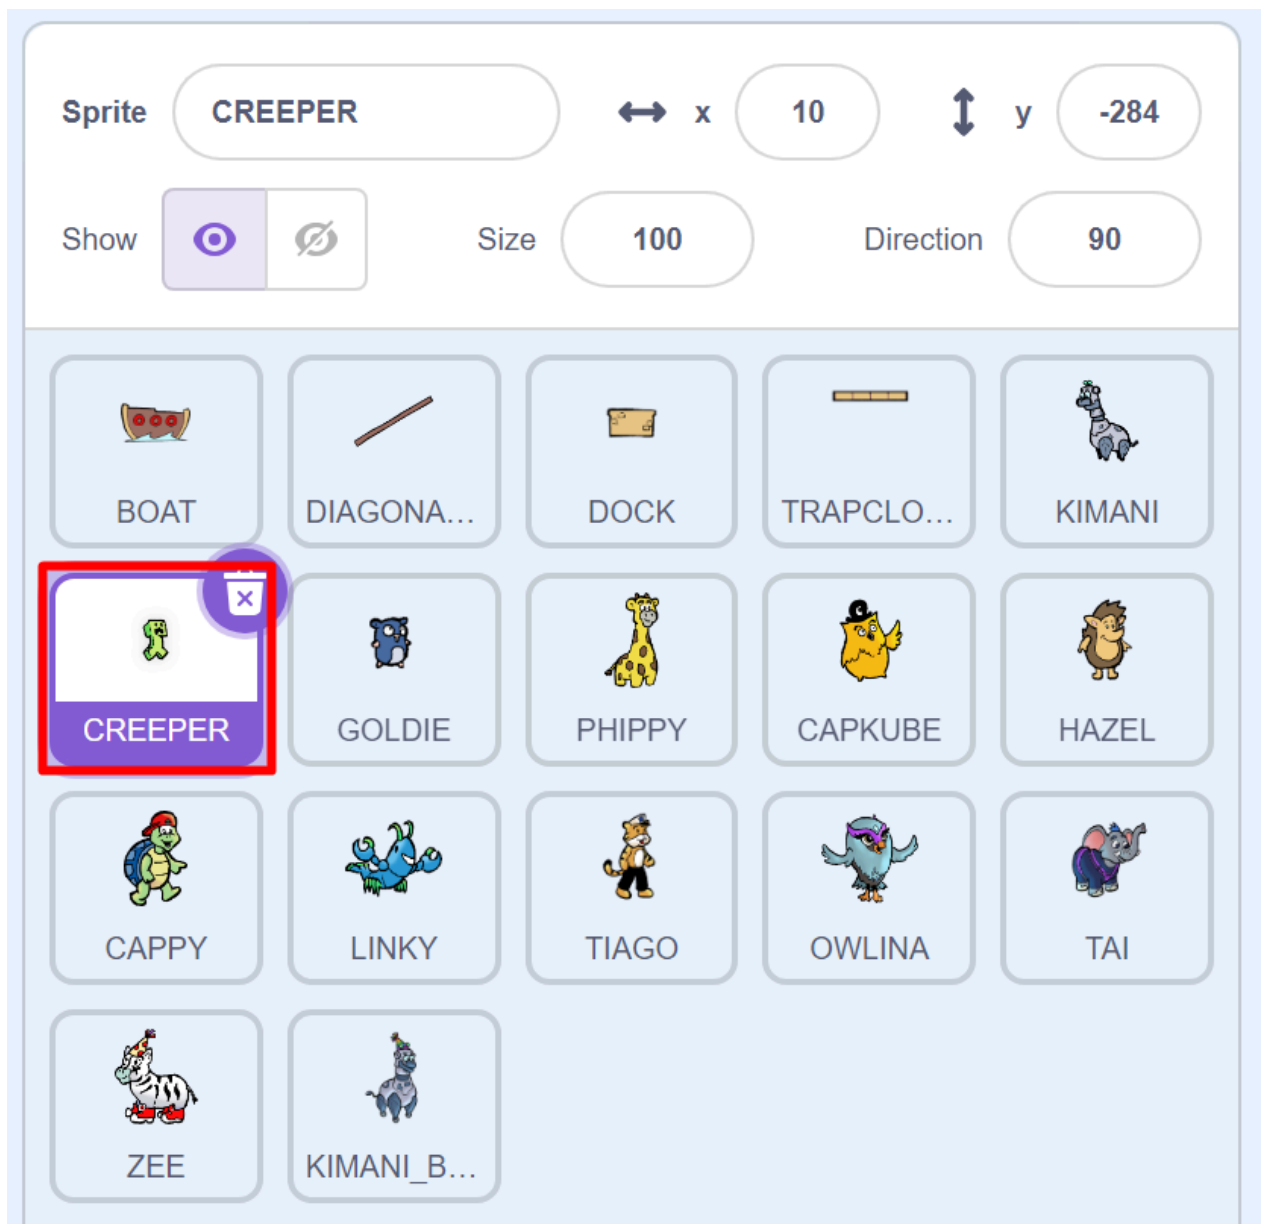 Sprite CREEPER x 10 y -284
Show Size 100 Direction 90
BOAT DIAGONA... DOCK TRAPCLO... KIMANI
CREEPER GOLDIE PHIPPY CAPKUBE HAZEL
CAPPY LINKY TIAGO OWLINA TAI
ZEE KIMANI_B...